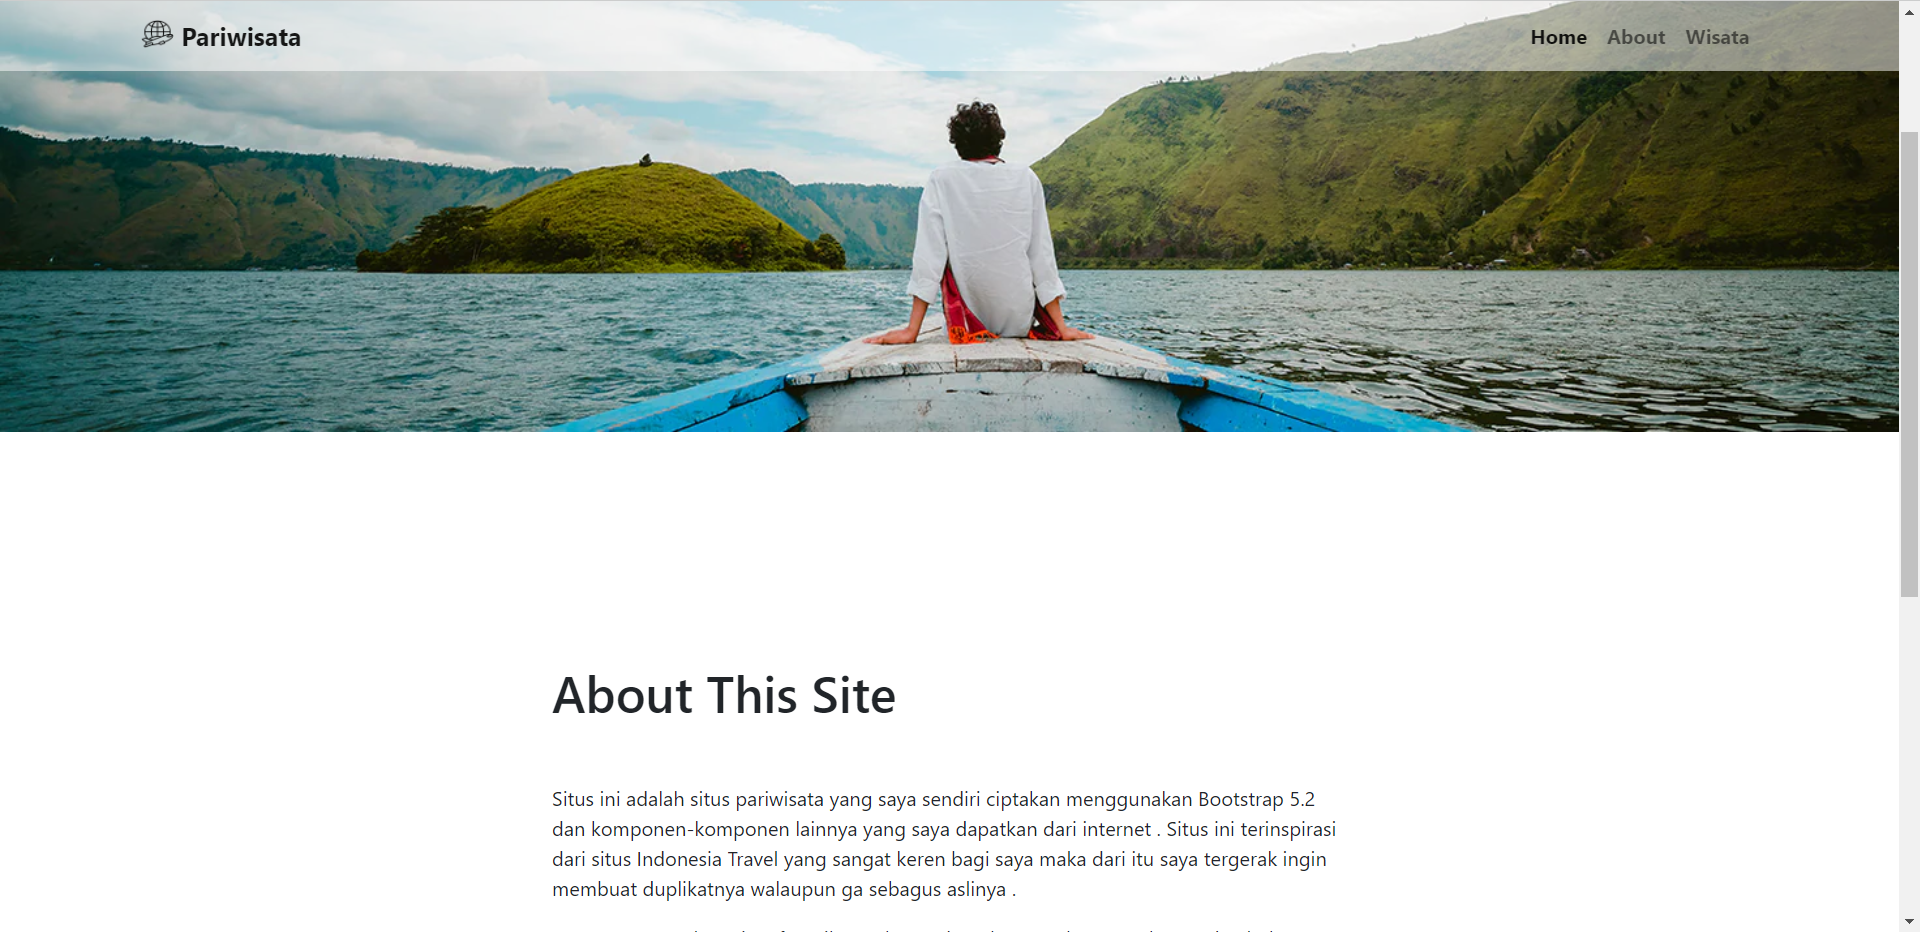 Pariwisata
Home About Wisata
About This Site
Situs ini adalah situs pariwisata yang saya sendiri ciptakan menggunakan Bootstrap 5.2
dan komponen-komponen lainnya yang saya dapatkan dari internet . Situs ini terinspirasi
dari situs Indonesia Travel yang sangat keren bagi saya maka dari itu saya tergerak ingin
membuat duplikatnya walaupun ga sebagus aslinya .